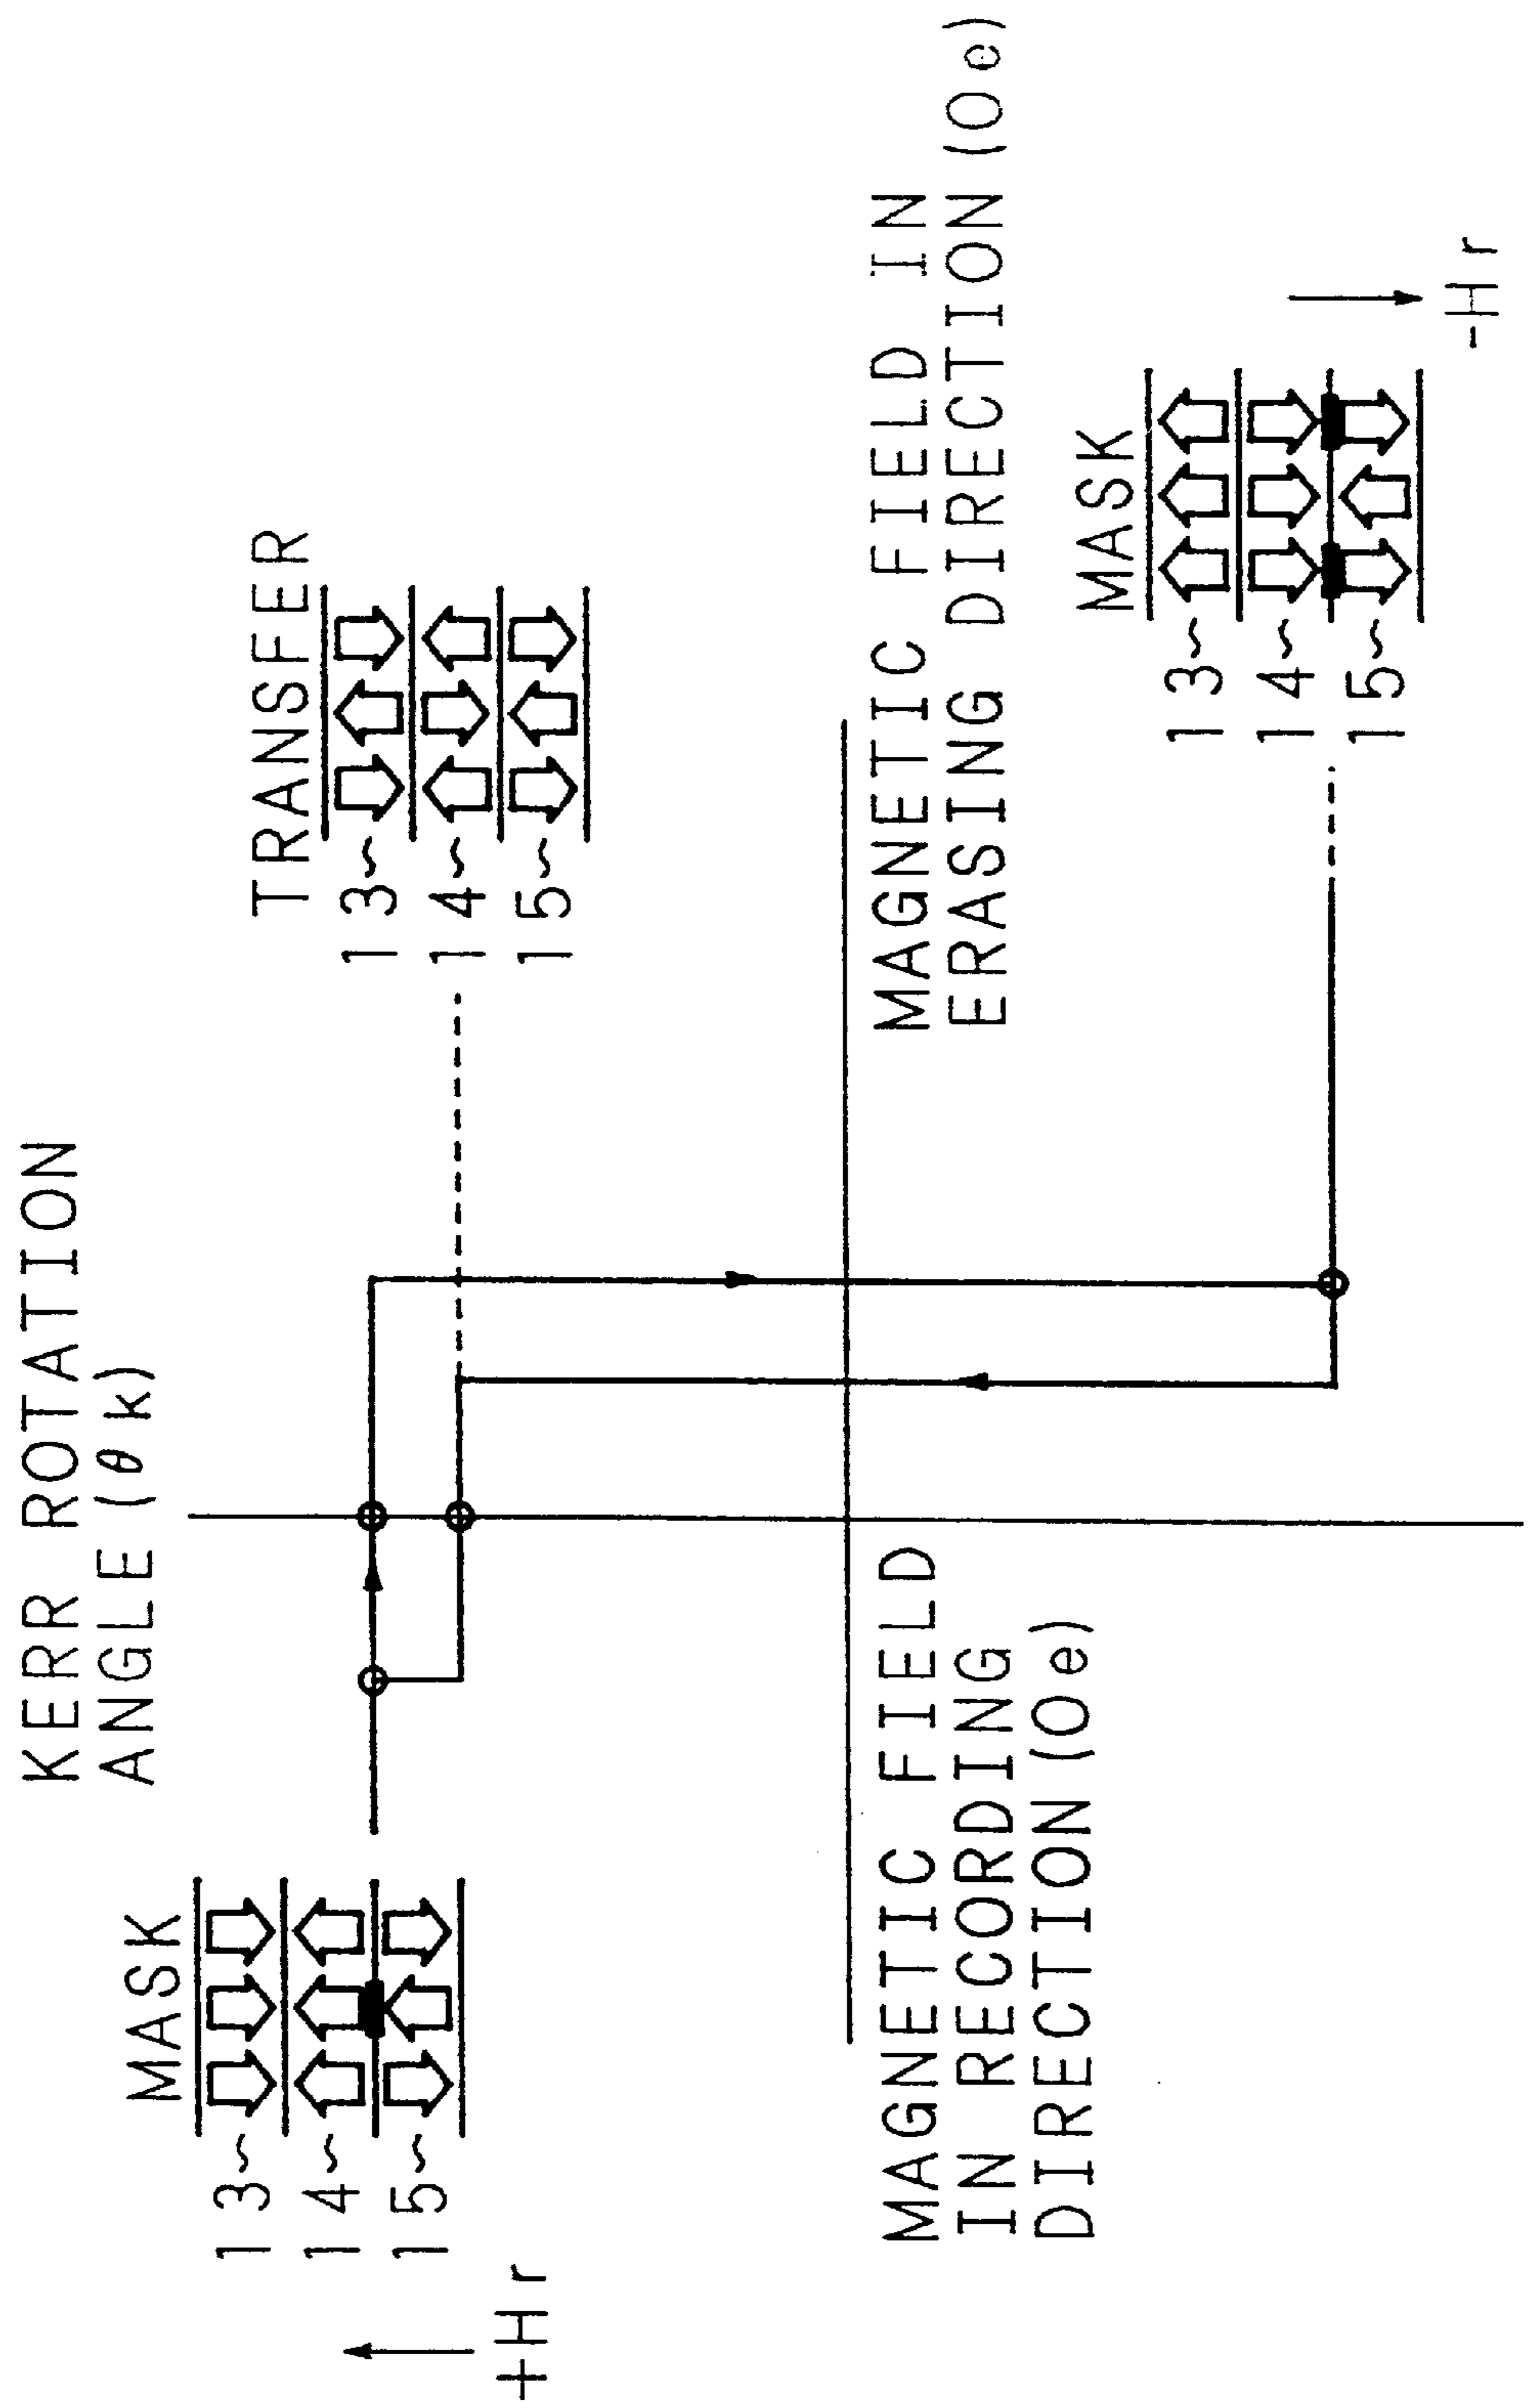 KERR ROTATION
ANGLE (θk)
MASK
13~
14~
15~
+Hr
TRANSFER
13~
14~
15~
MAGNETIC FIELD
IN RECORDING
DIRECTION (Oe)
MAGNETIC FIELD IN
ERASING DIRECTION (Oe)
MASK
13~
14~
15~
-Hr